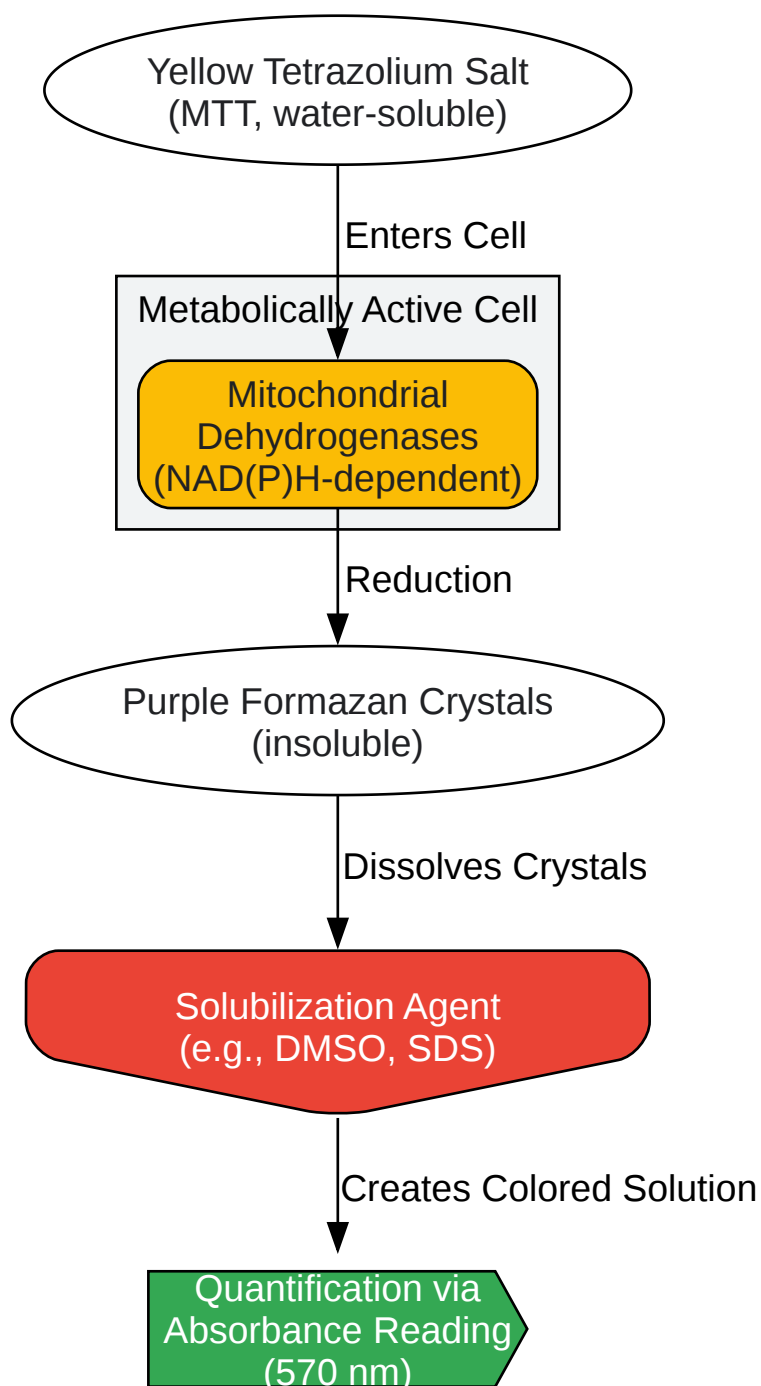 Yellow Tetrazolium Salt
(MTT, water-soluble)
Enters Cell
Metabolically Active Cell
Mitochondrial
Dehydrogenases
(NAD(P)H-dependent)
Reduction
Purple Formazan Crystals
(insoluble)
Dissolves Crystals
Solubilization Agent
(e.g., DMSO, SDS)
Creates Colored Solution
Quantification via
Absorbance Reading
(570 nm)